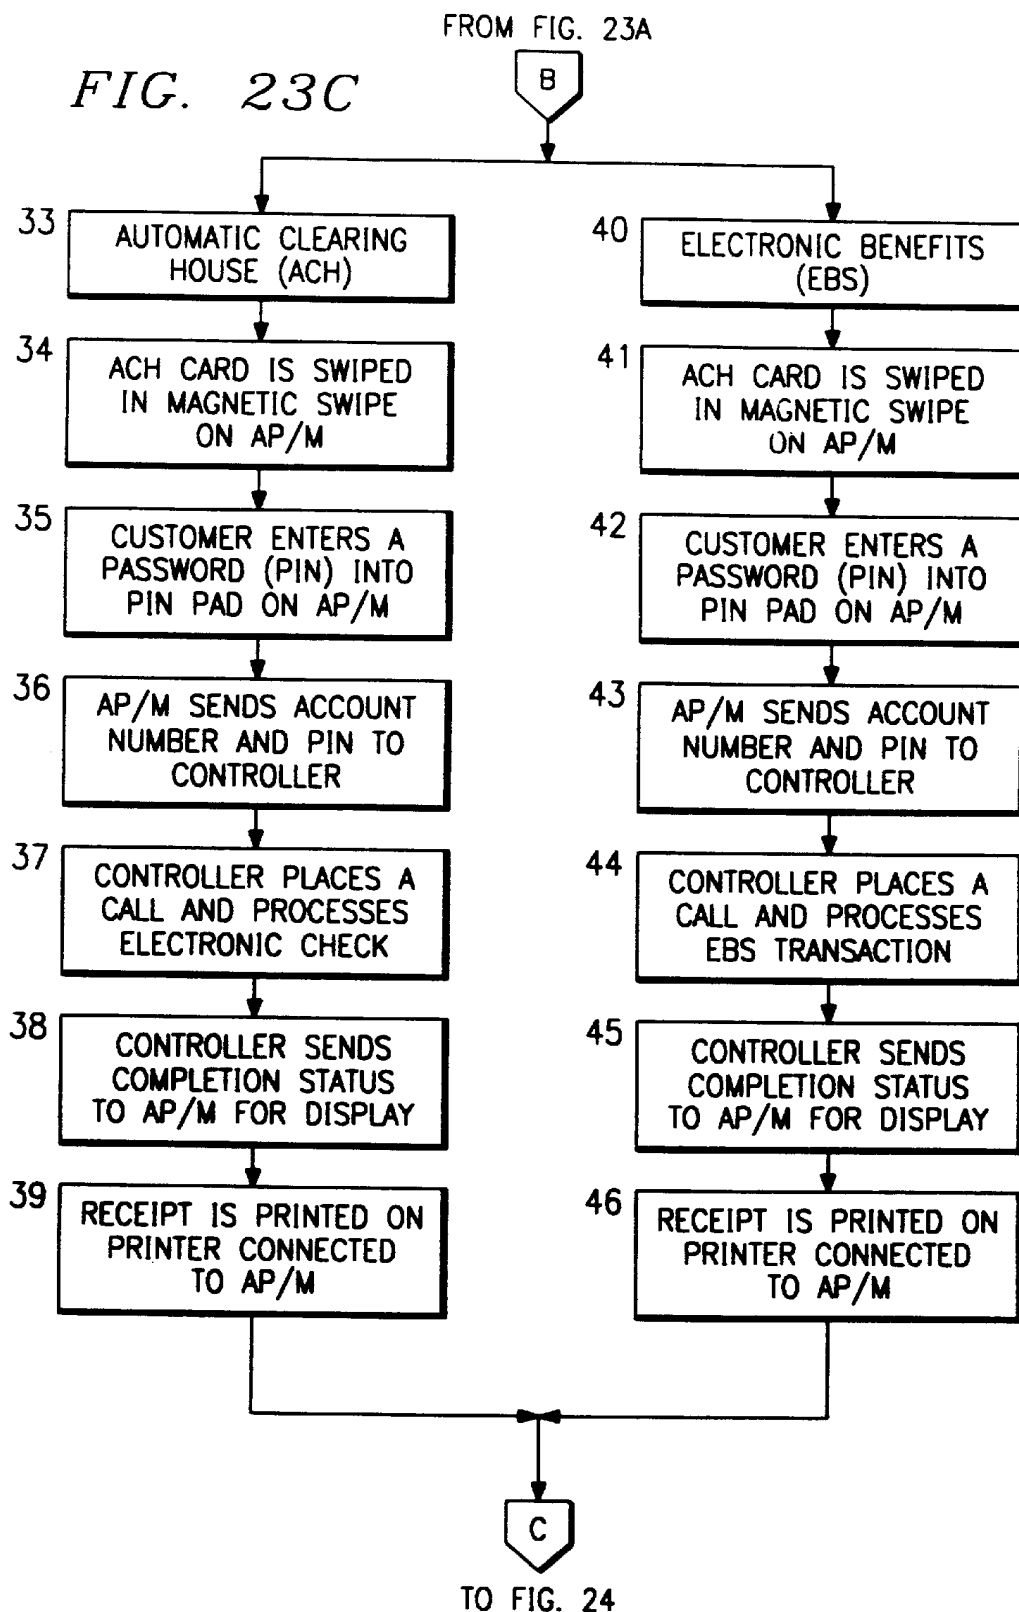 FROM FIG. 23A
B
FIG. 23C
33
AUTOMATIC CLEARING
HOUSE (ACH)
34
ACH CARD IS SWIPED
IN MAGNETIC SWIPE
ON AP/M
35
CUSTOMER ENTERS A
PASSWORD (PIN) INTO
PIN PAD ON AP/M
36
AP/M SENDS ACCOUNT
NUMBER AND PIN TO
CONTROLLER
37
CONTROLLER PLACES A
CALL AND PROCESSES
ELECTRONIC CHECK
38
CONTROLLER SENDS
COMPLETION STATUS
TO AP/M FOR DISPLAY
39
RECEIPT IS PRINTED ON
PRINTER CONNECTED
TO AP/M
40
ELECTRONIC BENEFITS
(EBS)
41
ACH CARD IS SWIPED
IN MAGNETIC SWIPE
ON AP/M
42
CUSTOMER ENTERS A
PASSWORD (PIN) INTO
PIN PAD ON AP/M
43
AP/M SENDS ACCOUNT
NUMBER AND PIN TO
CONTROLLER
44
CONTROLLER PLACES A
CALL AND PROCESSES
EBS TRANSACTION
45
CONTROLLER SENDS
COMPLETION STATUS
TO AP/M FOR DISPLAY
46
RECEIPT IS PRINTED ON
PRINTER CONNECTED
TO AP/M
C
TO FIG. 24